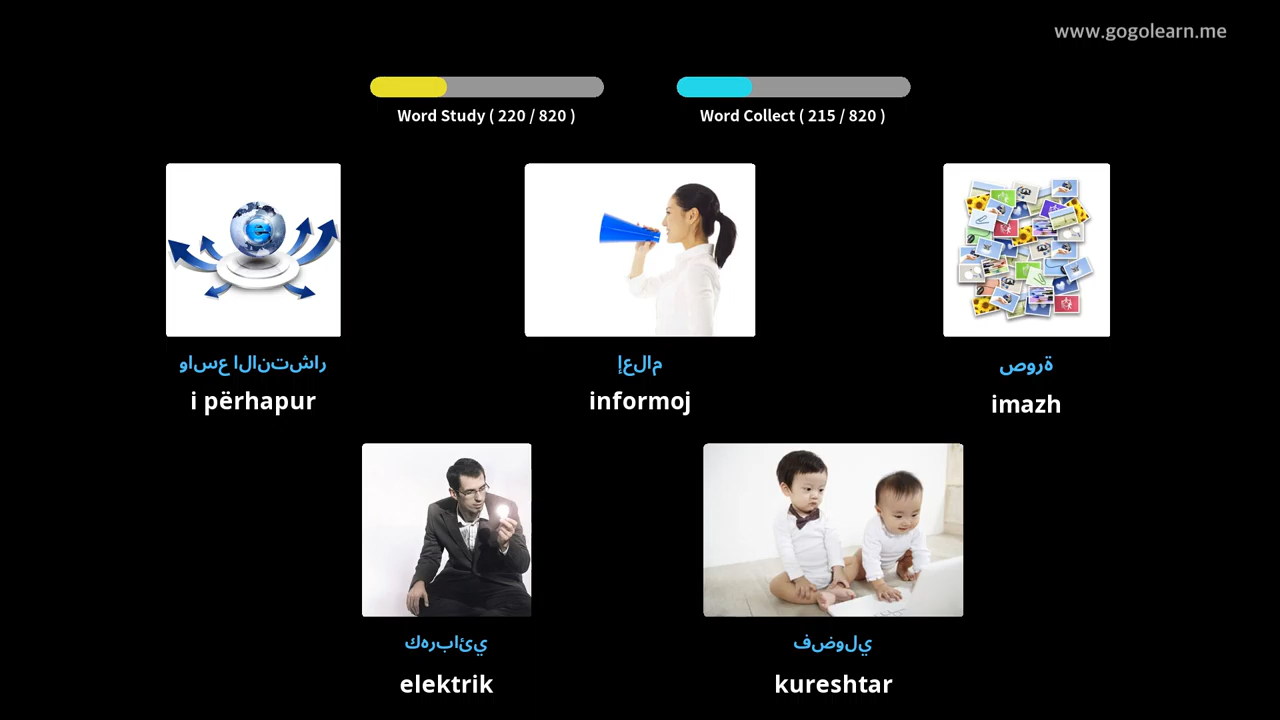 www.gogolearn.me
Word Study ( 220 / 820 )
Word Collect ( 215 / 820 )
واسع الانتشار
i përhapur
إعلام
informoj
صورة
imazh
كهربائي
elektrik
فضولي
kureshtar